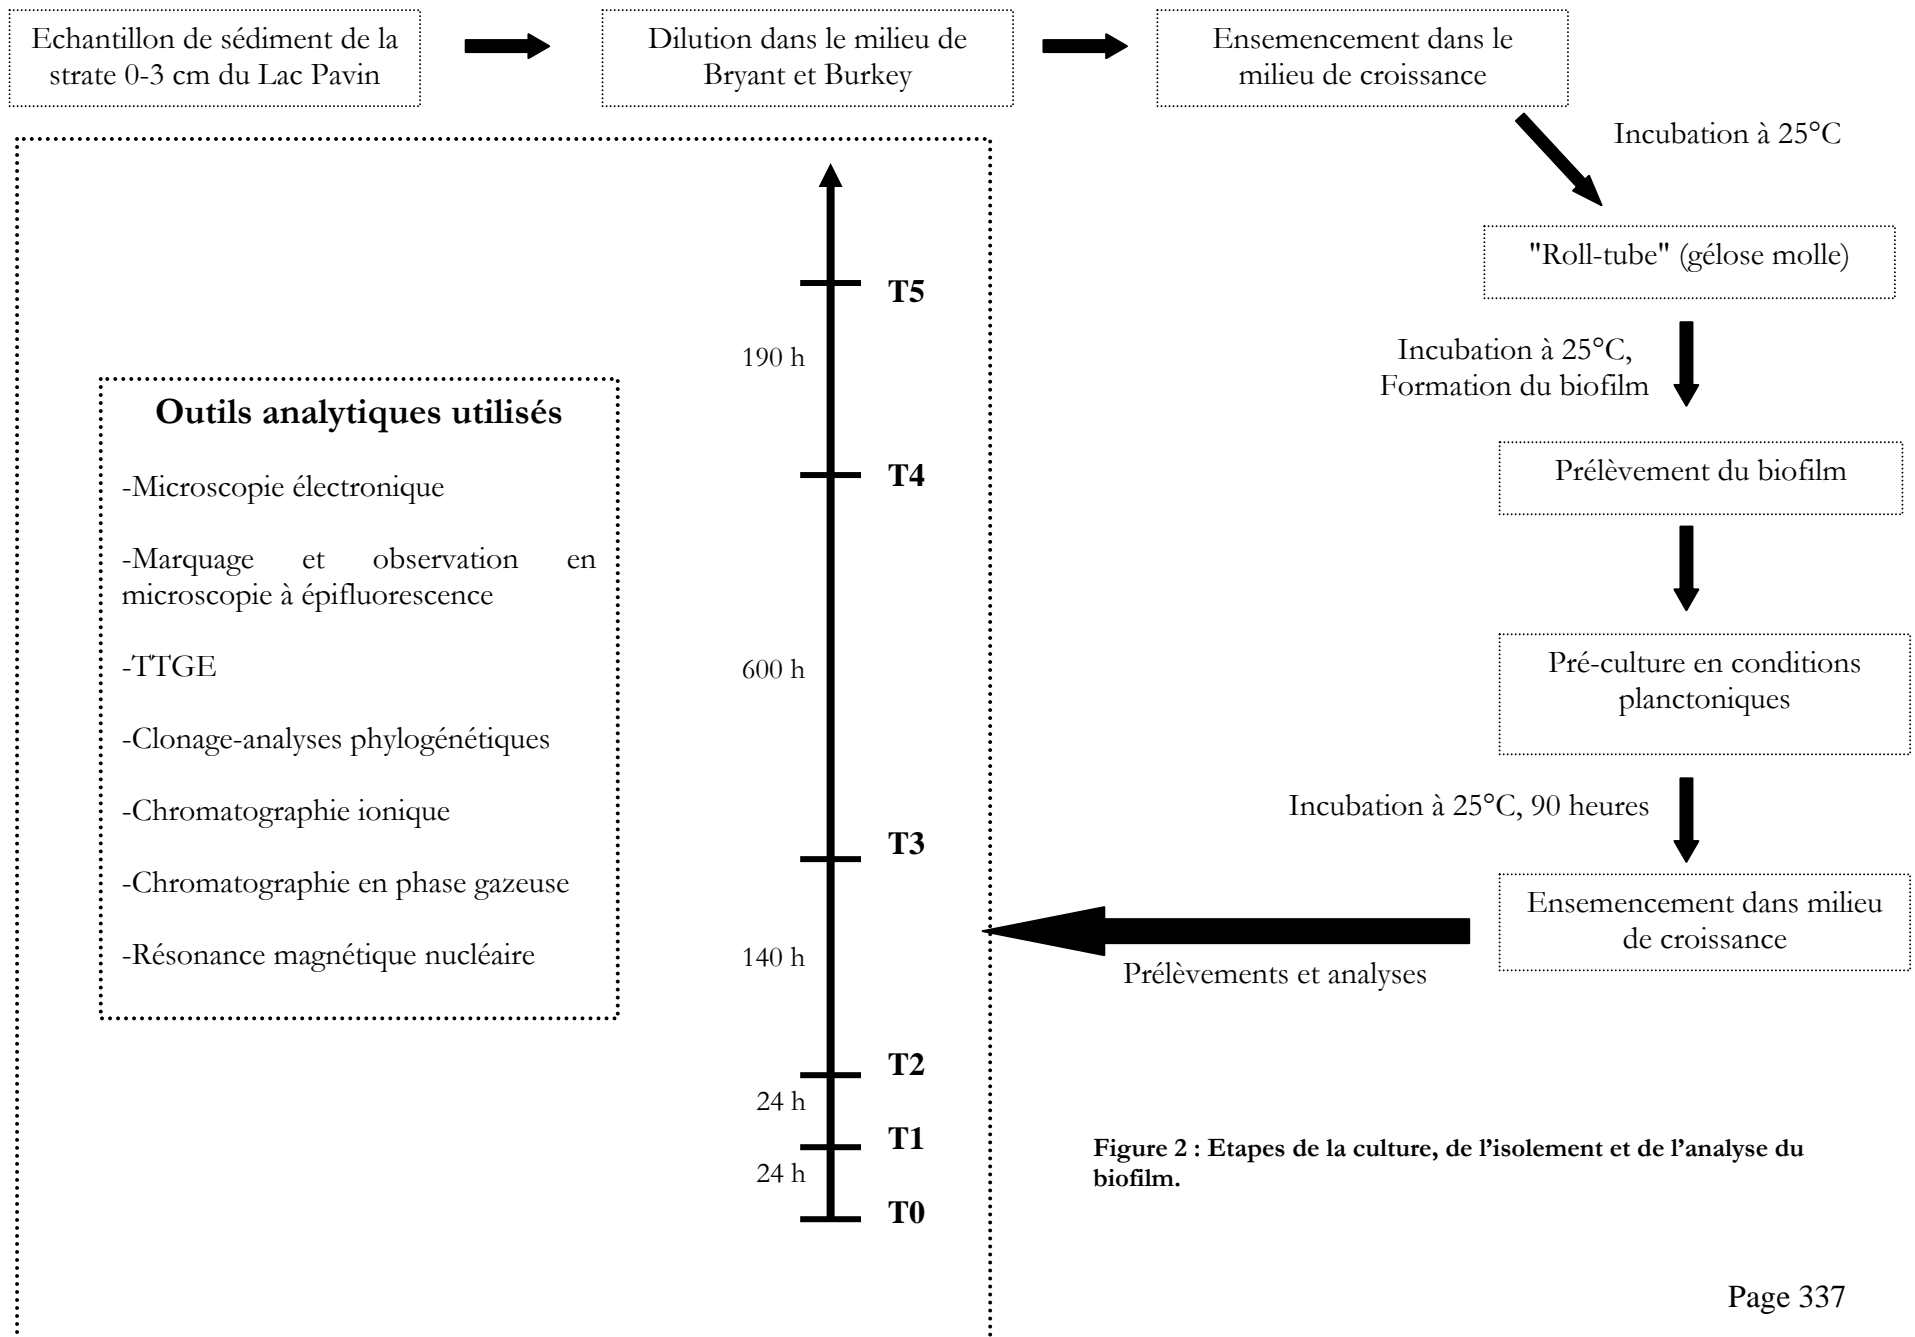 Echantillon de sédiment de la
strate 0-3 cm du Lac Pavin
Dilution dans le milieu de
Bryant et Burkey
Ensemencement dans le
milieu de croissance
Incubation à 25°C
"Roll-tube" (gélose molle)
Incubation à 25°C,
Formation du biofilm
Prélèvement du biofilm
Pré-culture en conditions
planctoniques
Incubation à 25°C, 90 heures
Ensemencement dans milieu
de croissance
Prélèvements et analyses
T5
190 h
T4
600 h
T3
140 h
T2
24 h
T1
24 h
T0
Outils analytiques utilisés
-Microscopie électronique
-Marquage et observation en
microscopie à épifluorescence
-TTGE
-Clonage-analyses phylogénétiques
-Chromatographie ionique
-Chromatographie en phase gazeuse
-Résonance magnétique nucléaire
Figure 2 : Etapes de la culture, de l'isolement et de l'analyse du
biofilm.
Page 337